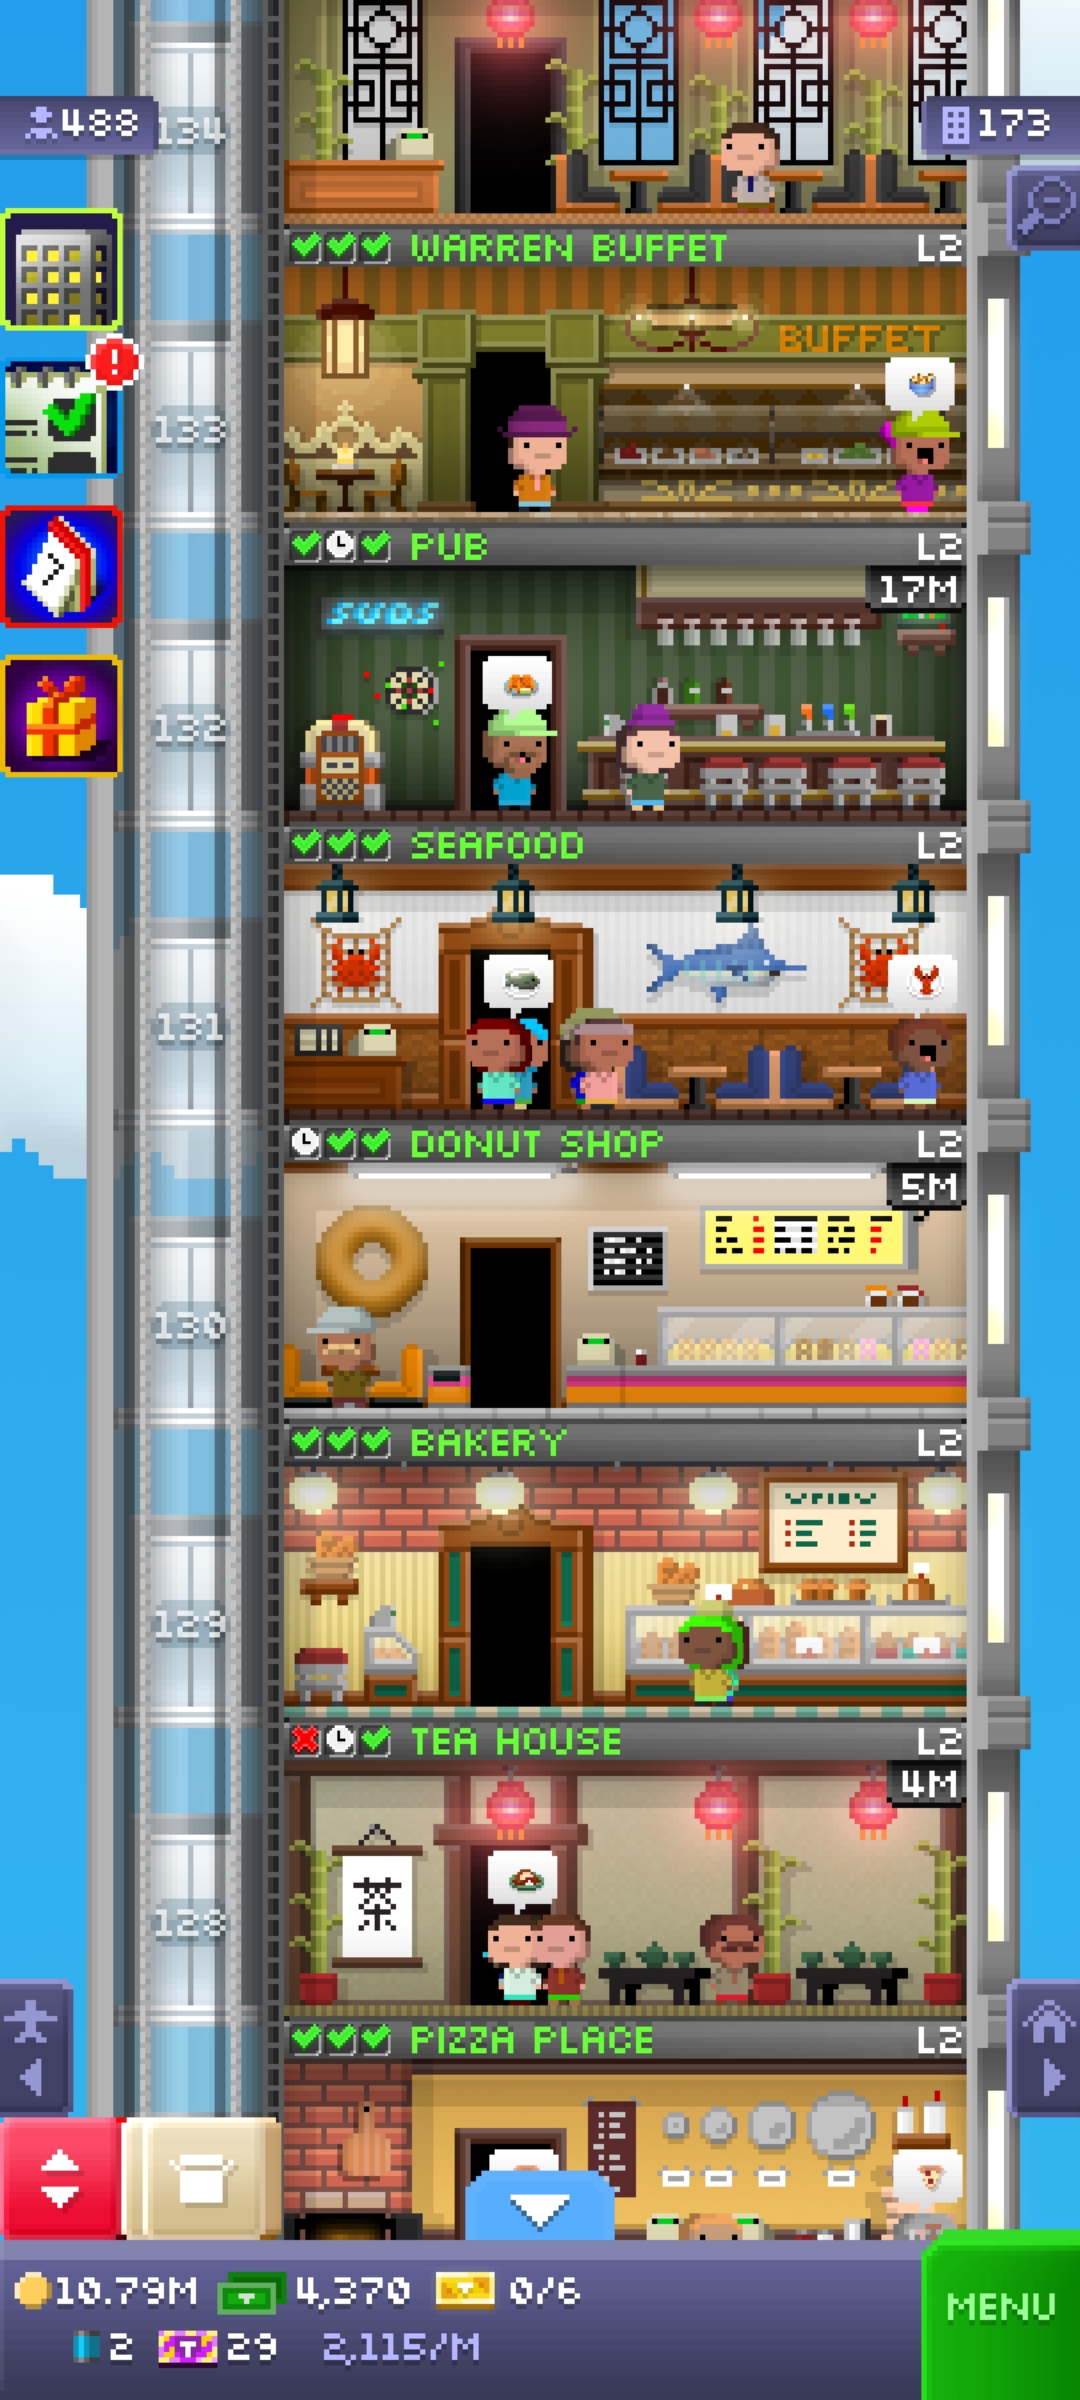 488
134
173
WARREN BUFFET L2
BUFFET
133
PUB L2
17M
SUDS
7
132
SEAFOOD L2
131
DONUT SHOP L2
5M
130
BAKERY L2
129
TEA HOUSE L2
4M
茶
128
PIZZA PLACE L2
10.79M 4,370 0/6
MENU
2 T 29 2,115/M